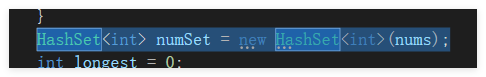 }
HashSet<int> numSet = new HashSet<int>(nums);
int longest = 0;